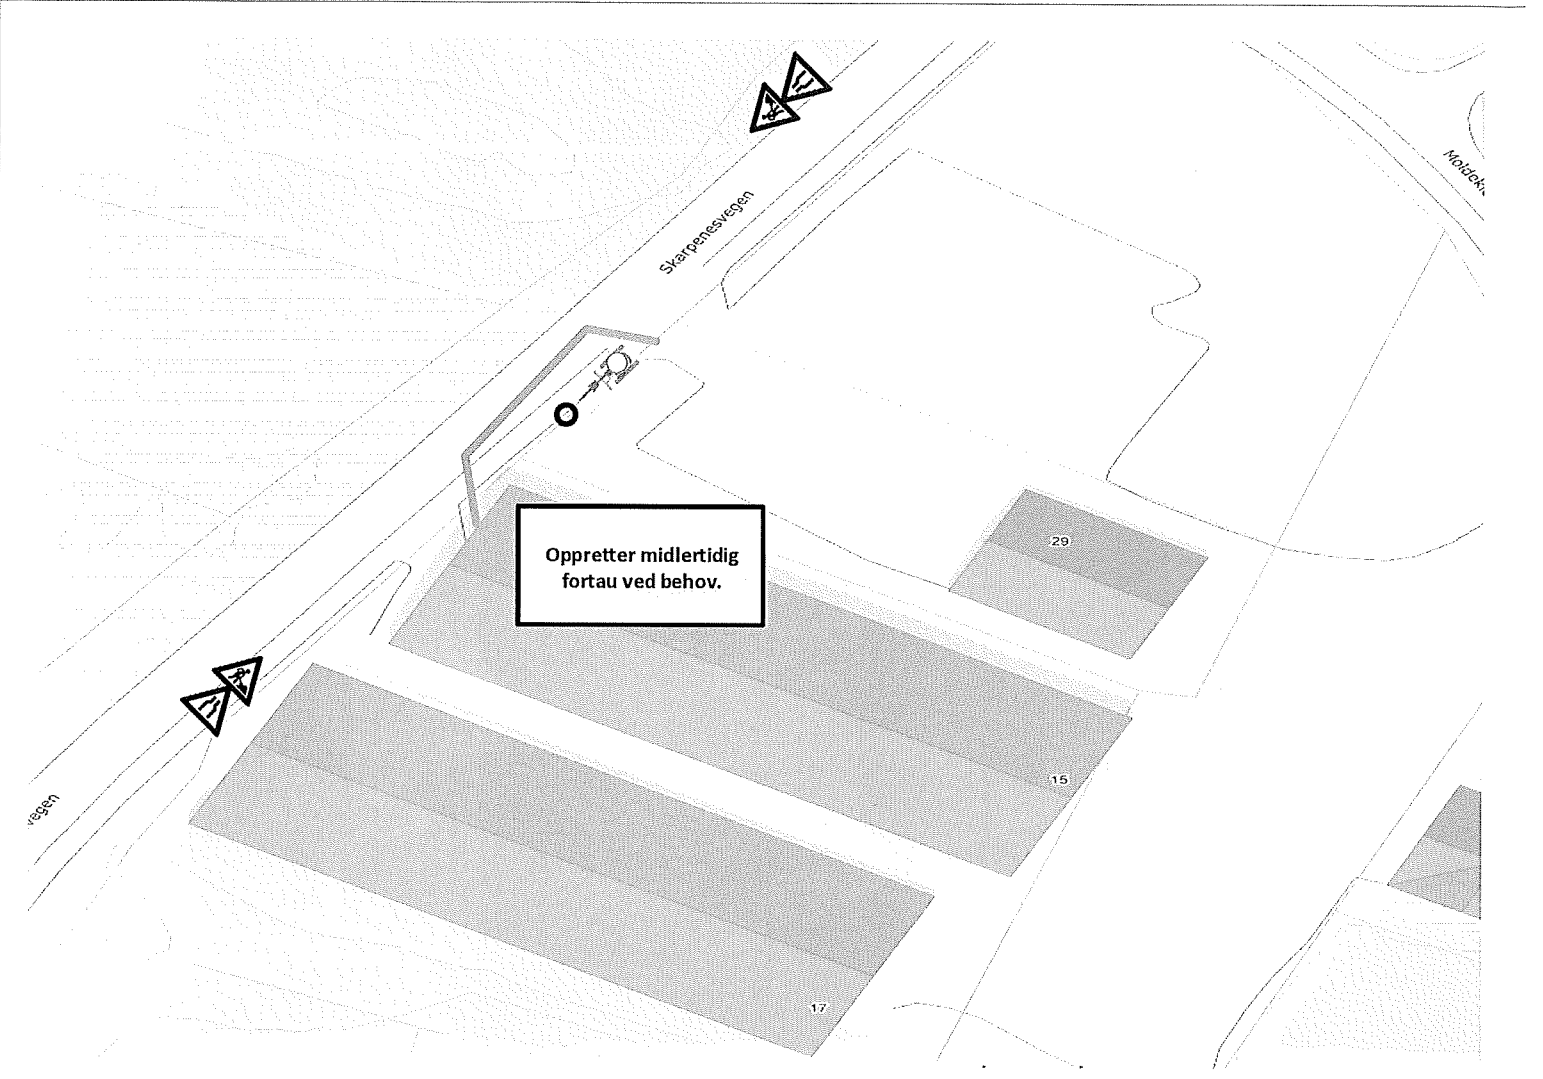 Skarpenesvegen
Oppretter midlertidig
fortau ved behov.
29
15
17
vegen